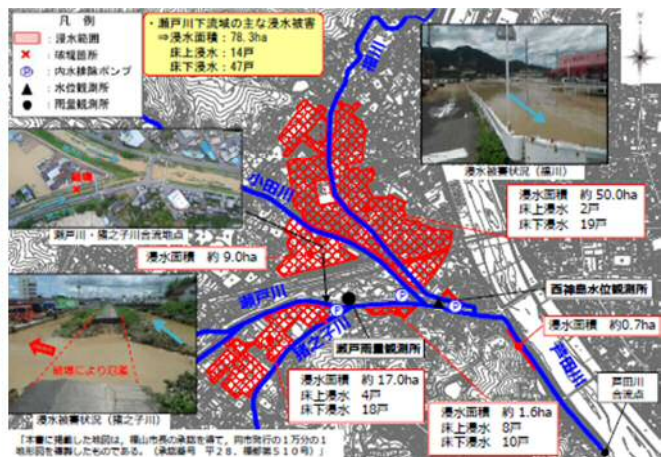 凡 例
浸水範囲
破堤箇所
内水排除ポンプ
水位観測所
雨量観測所
・瀬戸川下流域の主な浸水被害
⇒浸水面積：78.3ha
床上浸水：14戸
床下浸水：47戸
福川
浸水被害状況（福川）
破堤
瀬戸川・猪之子川合流地点
小田川
浸水面積 約 50.0ha
床上浸水 2戸
床下浸水 19戸
浸水面積 約 9.0ha
西神島水位観測所
瀬戸川
猪之子川
瀬戸雨量観測所
浸水面積 約0.7ha
芦田川
芦田川
合流点
破堤により氾濫
浸水被害状況（猪之子川）
浸水面積 約 17.0ha
床上浸水 4戸
床下浸水 18戸
浸水面積 約 1.6ha
床上浸水 8戸
床下浸水 10戸
「本書に掲載した地図は、福山市長の承認を得て、同市発行の1万分の1
地形図を複製したものである。（承認番号 平28、福都第510号）」